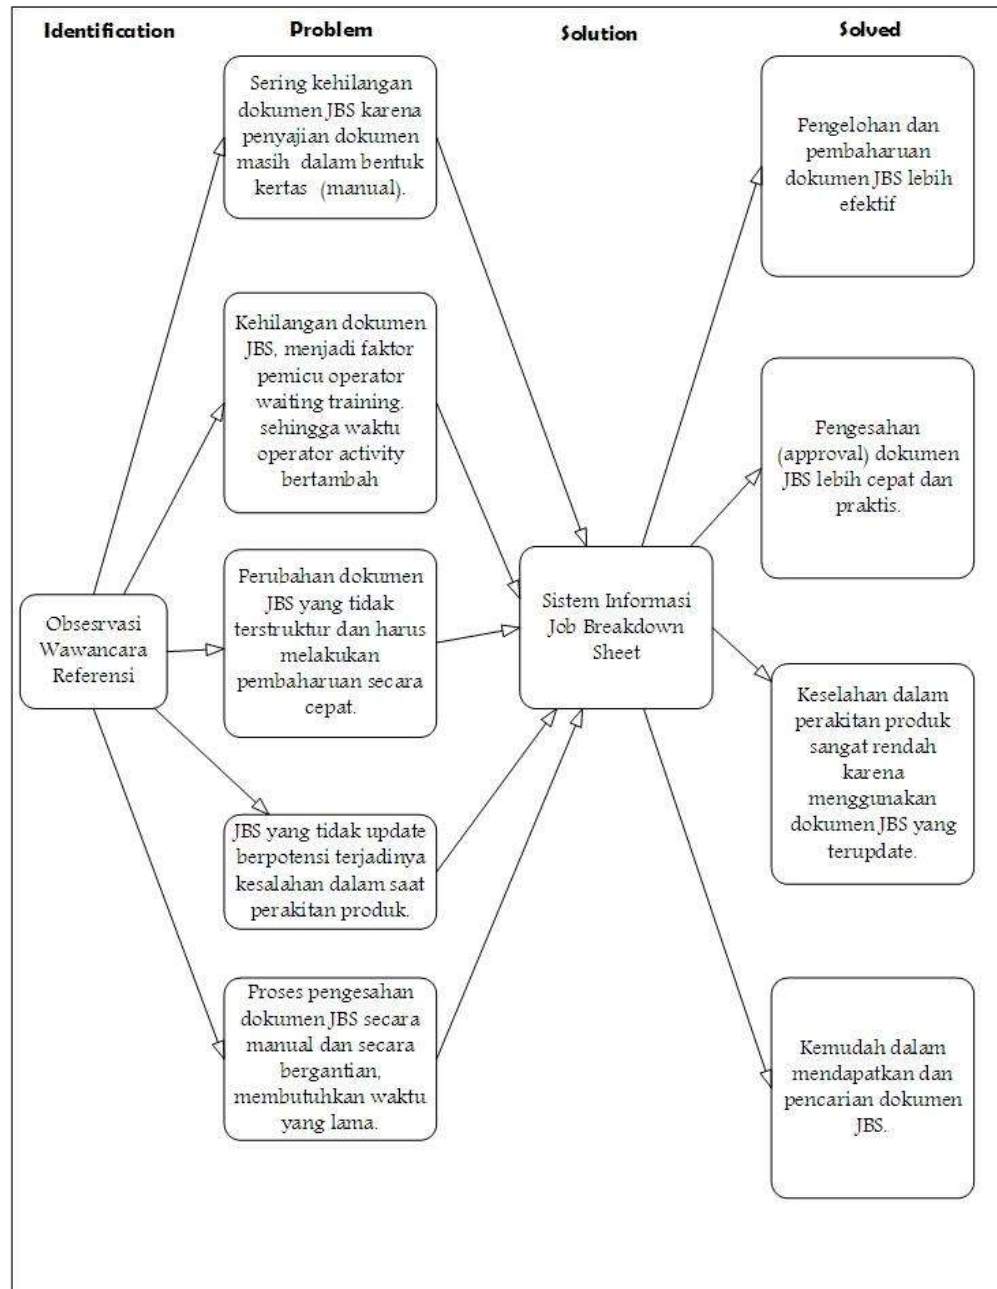 Identification
Problem
Solution
Solved
Obsesrvasi
Wawancara
Referensi
Sering kehilangan
dokumen JBS karena
penyajian dokumen
masih dalam bentuk
kertas (manual).
Kehilangan dokumen
JBS, menjadi faktor
pemicu operator
waiting training.
sehingga waktu
operator activity
bertambah
Perubahan dokumen
JBS yang tidak
terstruktur dan harus
melakukan
pembaharuan secara
cepat.
JBS yang tidak update
berpotensi terjadinya
kesalahan dalam saat
perakitan produk.
Proses pengesahan
dokumen JBS secara
manual dan secara
bergantian,
membutuhkan waktu
yang lama.
Sistem Informasi
Job Breakdown
Sheet
Pengelohan dan
pembaharuan
dokumen JBS lebih
efektif
Pengesahan
(approval) dokumen
JBS lebih cepat dan
praktis.
Keselahan dalam
perakitan produk
sangat rendah
karena
menggunakan
dokumen JBS yang
terupdate.
Kemudah dalam
mendapatkan dan
pencarian dokumen
JBS.